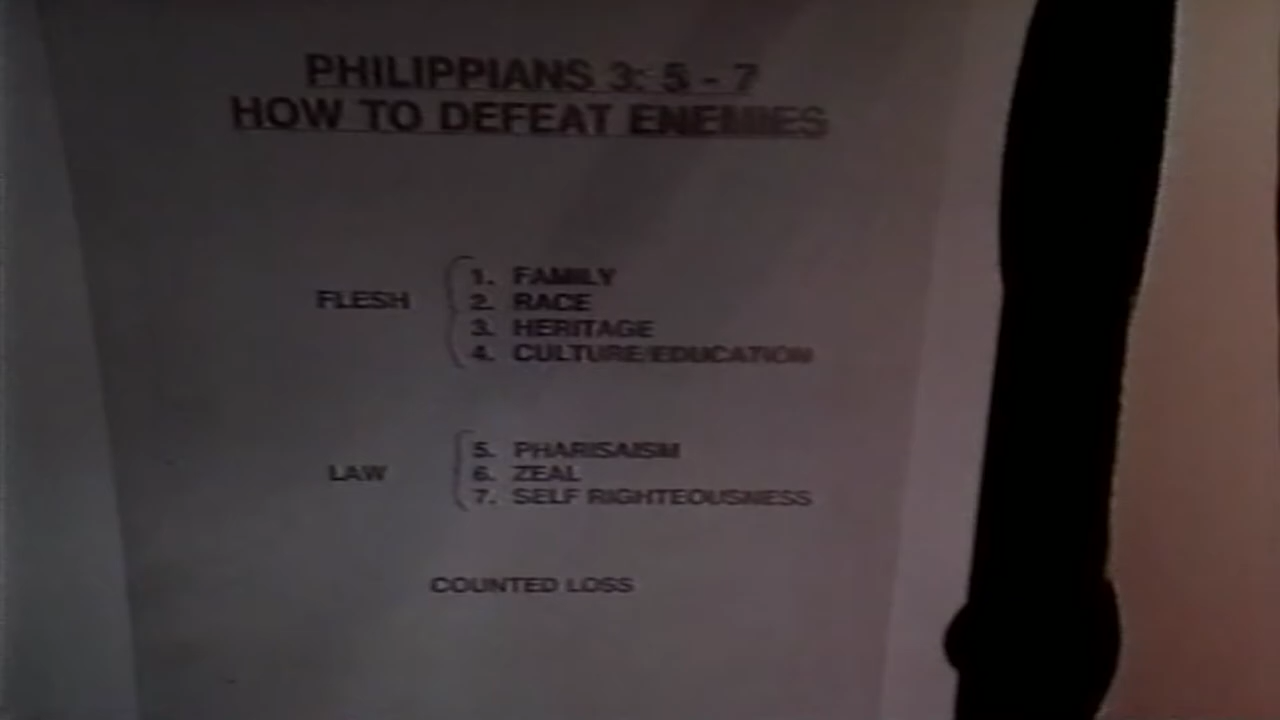 PHILIPPIANS 3: 5 - 7
HOW TO DEFEAT ENEMIES
FLESH
1. FAMILY
2. RACE
3. HERITAGE
4. CULTURE/EDUCATION
LAW
5. PHARISAISM
6. ZEAL
7. SELF RIGHTEOUSNESS
COUNTED LOSS